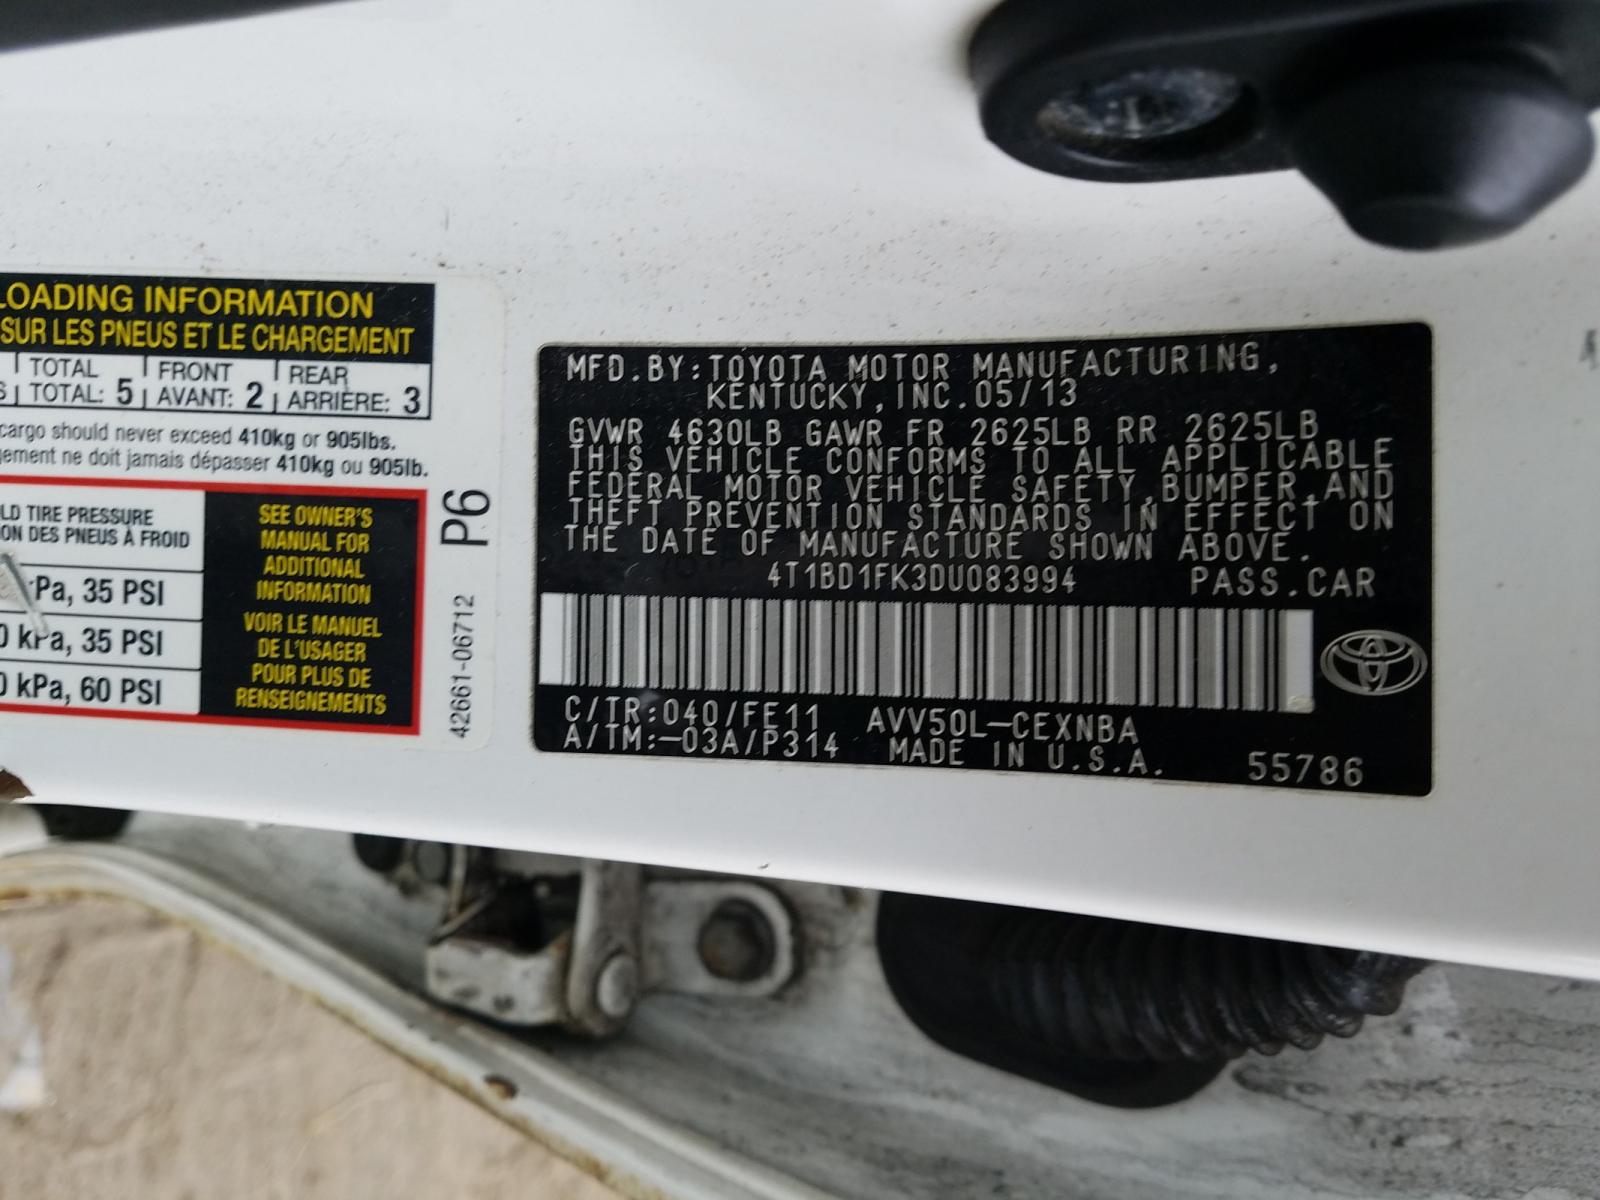 LOADING INFORMATION
SUR LES PNEUS ET LE CHARGEMENT
TOTAL FRONT REAR
TOTAL: 5 AVANT: 2 ARRIÈRE: 3
cargo should never exceed 410kg or 905lbs.
gement ne doit jamais dépasser 410kg ou 905lb.
LD TIRE PRESSURE
ON DES PNEUS À FROID
Pa, 35 PSI
0 kPa, 35 PSI
0 kPa, 60 PSI
SEE OWNER'S
MANUAL FOR
ADDITIONAL
INFORMATION
VOIR LE MANUEL
DE L'USAGER
POUR PLUS DE
RENSEIGNEMENTS
P6
42661-06712
MFD.BY:TOYOTA MOTOR MANUFACTURING,
KENTUCKY,INC.05/13
GVWR 4630LB GAWR FR 2625LB RR 2625LB
THIS VEHICLE CONFORMS TO ALL APPLICABLE
FEDERAL MOTOR VEHICLE SAFETY,BUMPER,AND
THEFT PREVENTION STANDARDS IN EFFECT ON
THE DATE OF MANUFACTURE SHOWN ABOVE.
4T1BD1FK3DU083994 PASS.CAR
C/TR:040/FE11 AVV50L-CEXNBA
A/TM:-03A/P314 MADE IN U.S.A. 55786